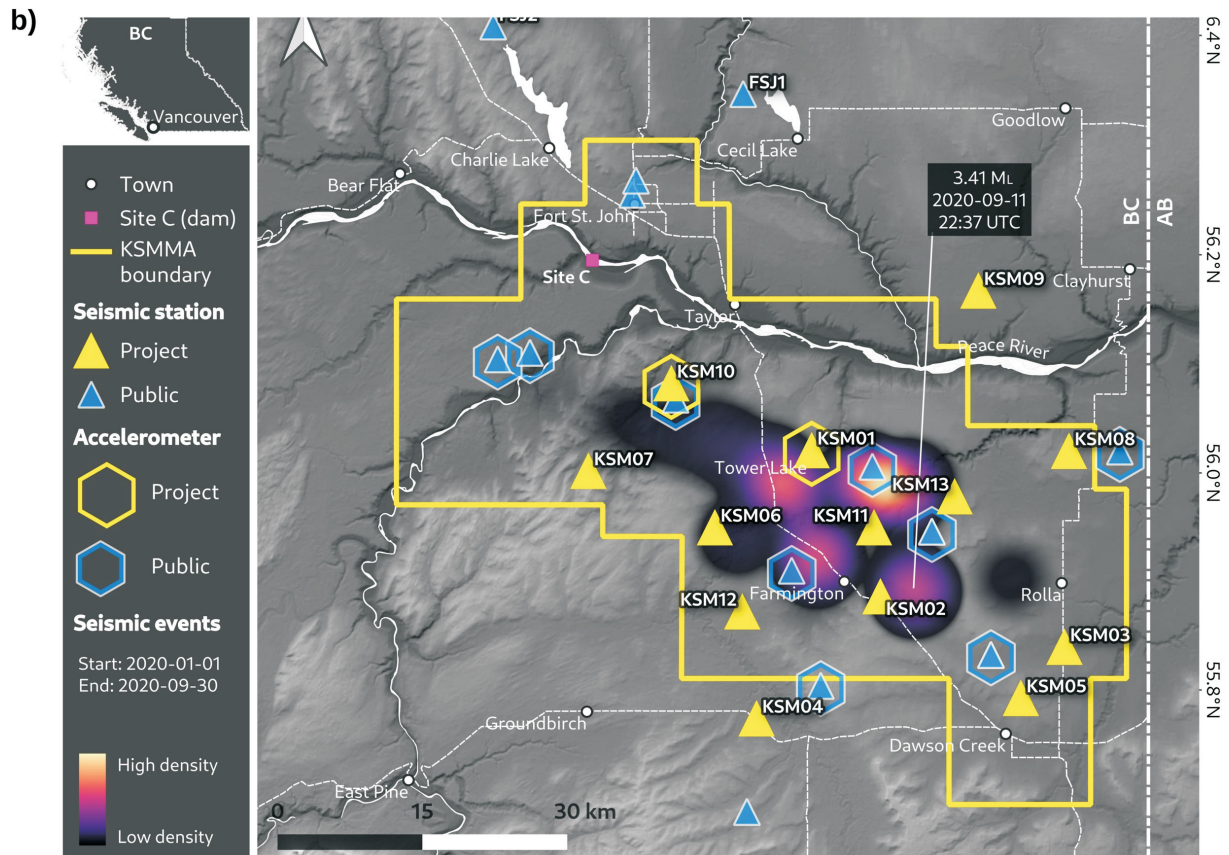 b)
BC
Vancouver
Town
Site C (dam)
KSMMA
boundary
Seismic station
Project
Public
Accelerometer
Project
Public
Seismic events
Start: 2020-01-01
End: 2020-09-30
High density
Low density
FSJ2
FSJ1
6.4°N
Goodlow
Charlie Lake
Cecil Lake
Bear Flat
3.41 ML
2020-09-11
22:37 UTC
Fort St. John
BC
AB
56.2°N
Site C
KSM09
Clayhurst
Taylor
Peace River
KSM10
KSM01
KSM08
KSM07
Tower Lake
56.0°N
KSM13
KSM06
KSM11
Farmington
Rolla
KSM12
KSM02
KSM03
55.8°N
KSM05
KSM04
Groundbirch
Dawson Creek
East Pine
0
15
30 km